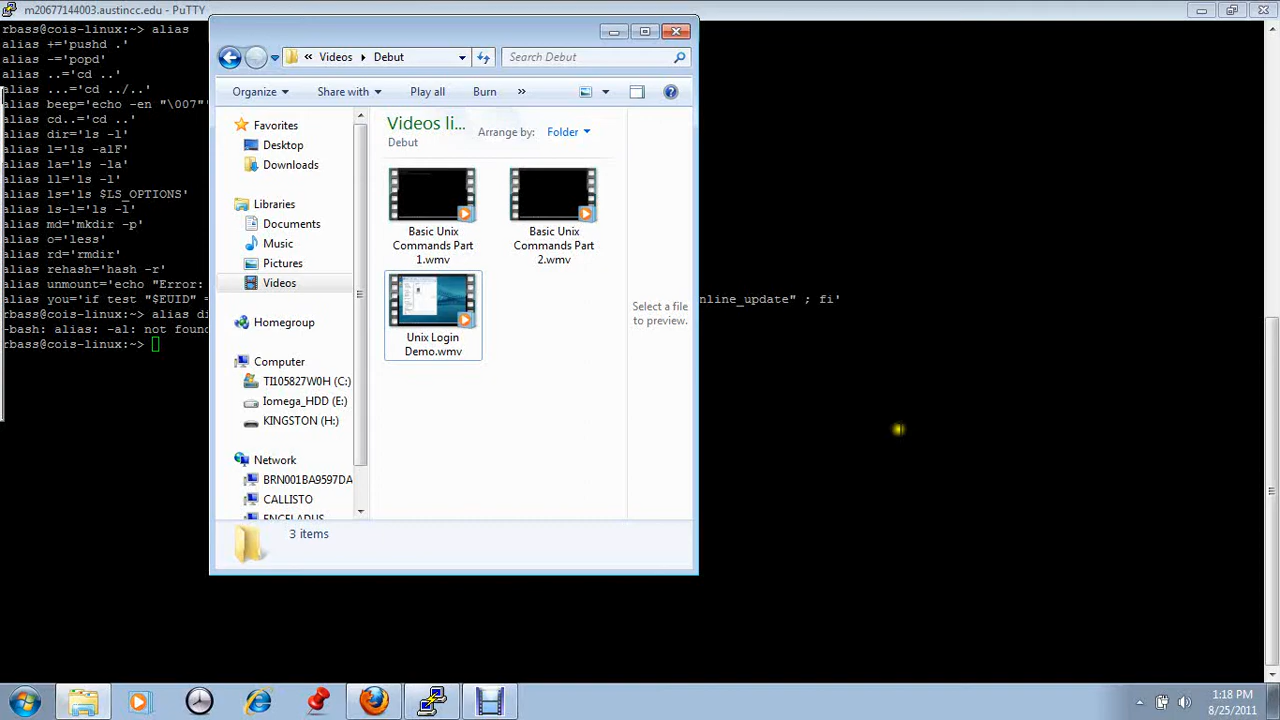 m20677144003.austincc.edu - PuTTY
rbass@cois-linux:~> alias
alias +='pushd .'
alias -='popd'
alias ..='cd ..'
alias ...='cd ../..'
alias beep='echo -en "\007"'
alias cd..='cd ..'
alias dir='ls -l'
alias l='ls -alF'
alias la='ls -la'
alias ll='ls -l'
alias ls='ls $LS_OPTIONS'
alias ls-l='ls -l'
alias md='mkdir -p'
alias o='less'
alias rd='rmdir'
alias rehash='hash -r'
alias unmount='echo "Error:
alias you='if test "$EUID" = nline_update" ; fi'
alias di
-bash: alias: -al: not found
rbass@cois-linux:~>
« Videos Debut
Search Debut
Organize Share with Play all Burn »
Favorites
Desktop
Downloads
Libraries
Documents
Music
Pictures
Videos
Homegroup
Computer
TI105827W0H (C:)
Iomega_HDD (E:)
KINGSTON (H:)
Network
BRN001BA9597DA
CALLISTO
ENCELADUS
Videos li...
Debut
Arrange by: Folder
Basic Unix
Commands Part
1.wmv
Basic Unix
Commands Part
2.wmv
Unix Login
Demo.wmv
Select a file
to preview.
3 items
1:18 PM
8/25/2011